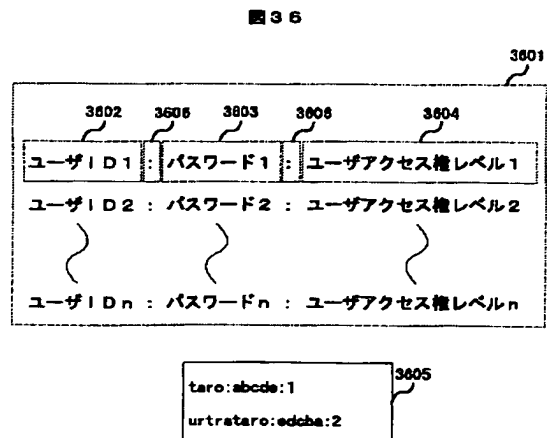 図36
3601
3602 3606 3603 3606 3604
ユーザID1 : パスワード1 : ユーザアクセス権レベル1
ユーザID2 : パスワード2 : ユーザアクセス権レベル2
ユーザIDn : パスワードn : ユーザアクセス権レベルn
3605
taro:abcde:1
urtrataro:edcba:2